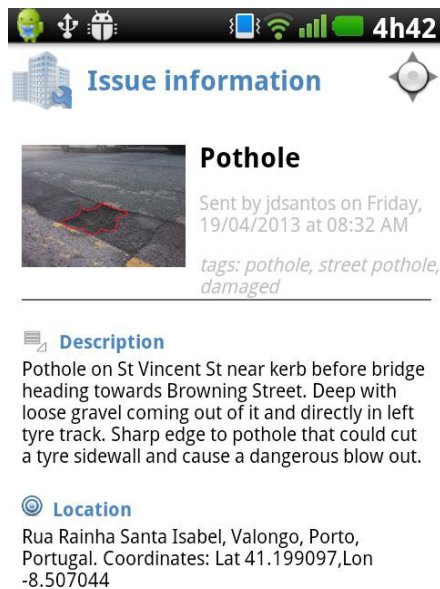 4h42
Issue information
Pothole
Sent by jdsantos on Friday,
19/04/2013 at 08:32 AM
tags: pothole, street pothole,
damaged
Description
Pothole on St Vincent St near kerb before bridge
heading towards Browning Street. Deep with
loose gravel coming out of it and directly in left
tyre track. Sharp edge to pothole that could cut
a tyre sidewall and cause a dangerous blow out.
Location
Rua Rainha Santa Isabel, Valongo, Porto,
Portugal. Coordinates: Lat 41.199097,Lon
-8.507044